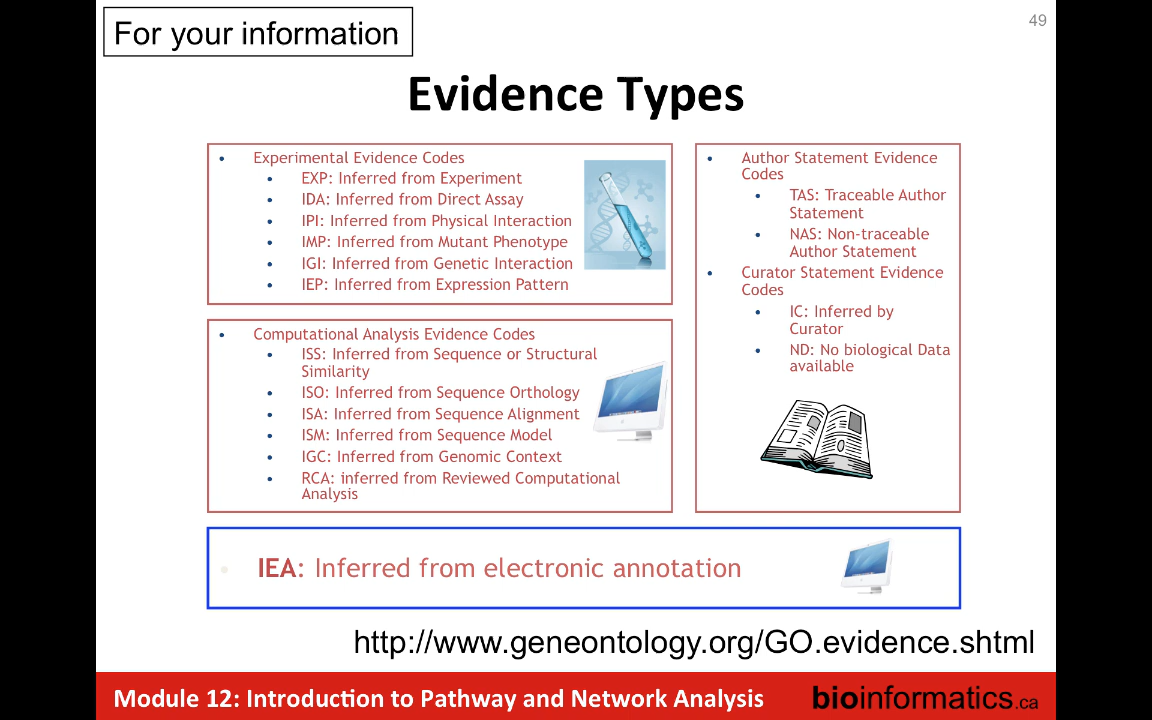 For your information
49
Evidence Types
• Experimental Evidence Codes
• EXP: Inferred from Experiment
• IDA: Inferred from Direct Assay
• IPI: Inferred from Physical Interaction
• IMP: Inferred from Mutant Phenotype
• IGI: Inferred from Genetic Interaction
• IEP: Inferred from Expression Pattern
• Computational Analysis Evidence Codes
• ISS: Inferred from Sequence or Structural
Similarity
• ISO: Inferred from Sequence Orthology
• ISA: Inferred from Sequence Alignment
• ISM: Inferred from Sequence Model
• IGC: Inferred from Genomic Context
• RCA: inferred from Reviewed Computational
Analysis
• Author Statement Evidence
Codes
• TAS: Traceable Author
Statement
• NAS: Non-traceable
Author Statement
• Curator Statement Evidence
Codes
• IC: Inferred by
Curator
• ND: No biological Data
available
• IEA: Inferred from electronic annotation
http://www.geneontology.org/GO.evidence.shtml
Module 12: Introduction to Pathway and Network Analysis
bioinformatics.ca